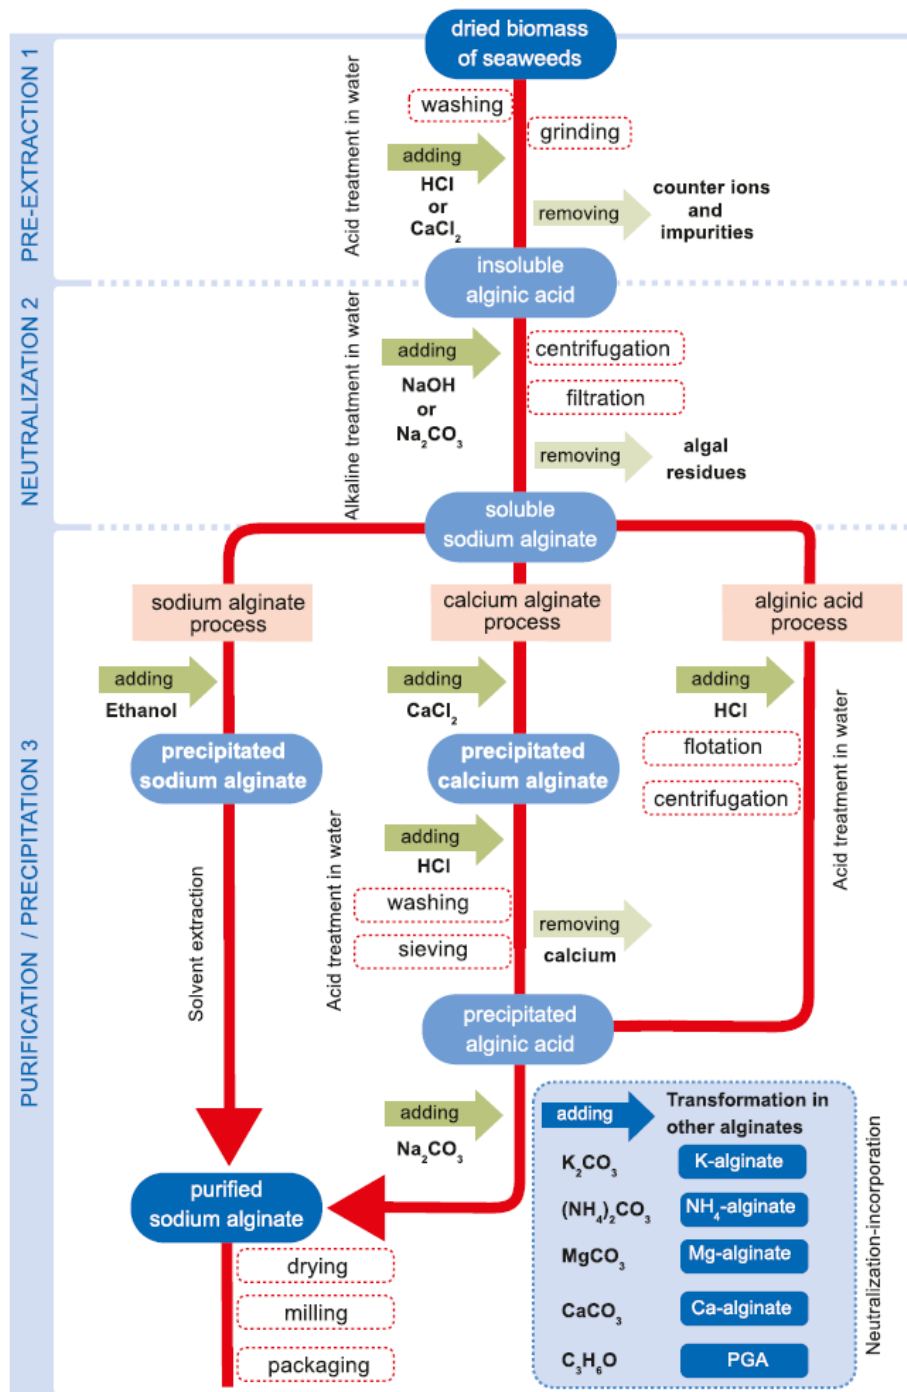 dried biomass
of seaweeds
PRE-EXTRACTION 1
Acid treatment in water
washing
grinding
adding
HCl
or
CaCl₂
removing
counter ions
and
impurities
insoluble
alginic acid
NEUTRALIZATION 2
Alkaline treatment in water
adding
NaOH
or
Na₂CO₃
centrifugation
filtration
removing
algal
residues
soluble
sodium alginate
PURIFICATION / PRECIPITATION 3
sodium alginate
process
adding
Ethanol
precipitated
sodium alginate
Solvent extraction
calcium alginate
process
adding
CaCl₂
precipitated
calcium alginate
Acid treatment in water
adding
HCl
washing
sieving
removing
calcium
alginic acid
process
adding
HCl
flotation
centrifugation
Acid treatment in water
precipitated
alginic acid
adding
Na₂CO₃
purified
sodium alginate
drying
milling
packaging
adding
Transformation in
other alginates
K₂CO₃
K-alginate
(NH₄)₂CO₃
NH₄-alginate
MgCO₃
Mg-alginate
CaCO₃
Ca-alginate
C₃H₆O
PGA
Neutralization-incorporation